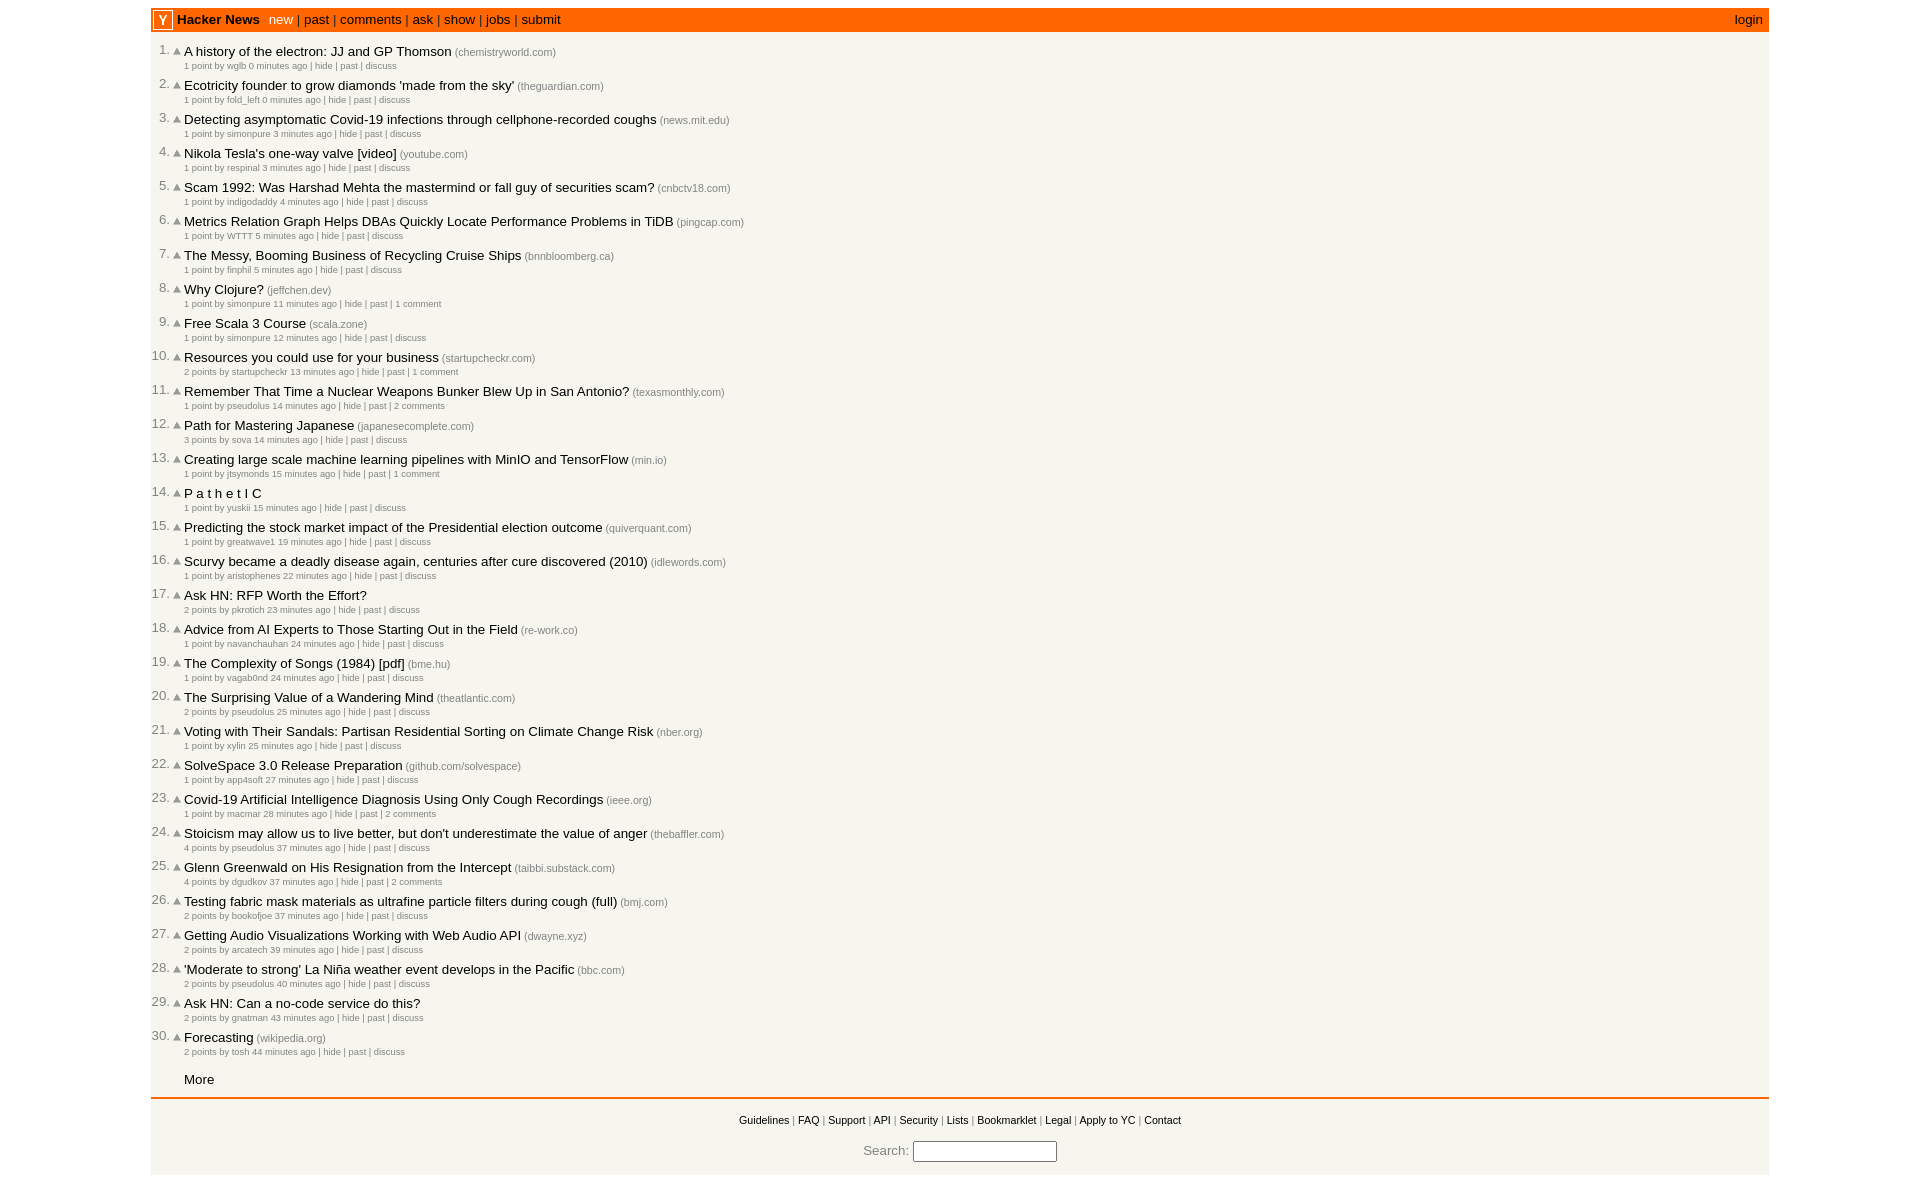 Y Hacker News new | past | comments | ask | show | jobs | submit login
1. A history of the electron: JJ and GP Thomson (chemistryworld.com)
1 point by wglb 0 minutes ago | hide | past | discuss
2. Ecotricity founder to grow diamonds 'made from the sky' (theguardian.com)
1 point by fold_left 0 minutes ago | hide | past | discuss
3. Detecting asymptomatic Covid-19 infections through cellphone-recorded coughs (news.mit.edu)
1 point by simonpure 3 minutes ago | hide | past | discuss
4. Nikola Tesla's one-way valve [video] (youtube.com)
1 point by respinal 3 minutes ago | hide | past | discuss
5. Scam 1992: Was Harshad Mehta the mastermind or fall guy of securities scam? (cnbctv18.com)
1 point by indigodaddy 4 minutes ago | hide | past | discuss
6. Metrics Relation Graph Helps DBAs Quickly Locate Performance Problems in TiDB (pingcap.com)
1 point by WTTT 5 minutes ago | hide | past | discuss
7. The Messy, Booming Business of Recycling Cruise Ships (bnnbloomberg.ca)
1 point by finphil 5 minutes ago | hide | past | discuss
8. Why Clojure? (jeffchen.dev)
1 point by simonpure 11 minutes ago | hide | past | 1 comment
9. Free Scala 3 Course (scala.zone)
1 point by simonpure 12 minutes ago | hide | past | discuss
10. Resources you could use for your business (startupcheckr.com)
2 points by startupcheckr 13 minutes ago | hide | past | 1 comment
11. Remember That Time a Nuclear Weapons Bunker Blew Up in San Antonio? (texasmonthly.com)
1 point by pseudolus 14 minutes ago | hide | past | 2 comments
12. Path for Mastering Japanese (japanesecomplete.com)
3 points by sova 14 minutes ago | hide | past | discuss
13. Creating large scale machine learning pipelines with MinIO and TensorFlow (min.io)
1 point by jtsymonds 15 minutes ago | hide | past | 1 comment
14. P a t h e t I C
1 point by yuskii 15 minutes ago | hide | past | discuss
15. Predicting the stock market impact of the Presidential election outcome (quiverquant.com)
1 point by greatwave1 19 minutes ago | hide | past | discuss
16. Scurvy became a deadly disease again, centuries after cure discovered (2010) (idlewords.com)
1 point by aristophenes 22 minutes ago | hide | past | discuss
17. Ask HN: RFP Worth the Effort?
2 points by pkrotich 23 minutes ago | hide | past | discuss
18. Advice from AI Experts to Those Starting Out in the Field (re-work.co)
1 point by navanchauhan 24 minutes ago | hide | past | discuss
19. The Complexity of Songs (1984) [pdf] (bme.hu)
1 point by vagab0nd 24 minutes ago | hide | past | discuss
20. The Surprising Value of a Wandering Mind (theatlantic.com)
2 points by pseudolus 25 minutes ago | hide | past | discuss
21. Voting with Their Sandals: Partisan Residential Sorting on Climate Change Risk (nber.org)
1 point by xylin 25 minutes ago | hide | past | discuss
22. SolveSpace 3.0 Release Preparation (github.com/solvespace)
1 point by app4soft 27 minutes ago | hide | past | discuss
23. Covid-19 Artificial Intelligence Diagnosis Using Only Cough Recordings (ieee.org)
1 point by macmar 28 minutes ago | hide | past | 2 comments
24. Stoicism may allow us to live better, but don't underestimate the value of anger (thebaffler.com)
4 points by pseudolus 37 minutes ago | hide | past | discuss
25. Glenn Greenwald on His Resignation from the Intercept (taibbi.substack.com)
4 points by dgudkov 37 minutes ago | hide | past | 2 comments
26. Testing fabric mask materials as ultrafine particle filters during cough (full) (bmj.com)
2 points by bookofjoe 37 minutes ago | hide | past | discuss
27. Getting Audio Visualizations Working with Web Audio API (dwayne.xyz)
2 points by arcatech 39 minutes ago | hide | past | discuss
28. 'Moderate to strong' La Niña weather event develops in the Pacific (bbc.com)
2 points by pseudolus 40 minutes ago | hide | past | discuss
29. Ask HN: Can a no-code service do this?
2 points by gnatman 43 minutes ago | hide | past | discuss
30. Forecasting (wikipedia.org)
2 points by tosh 44 minutes ago | hide | past | discuss
More
Guidelines | FAQ | Support | API | Security | Lists | Bookmarklet | Legal | Apply to YC | Contact
Search: